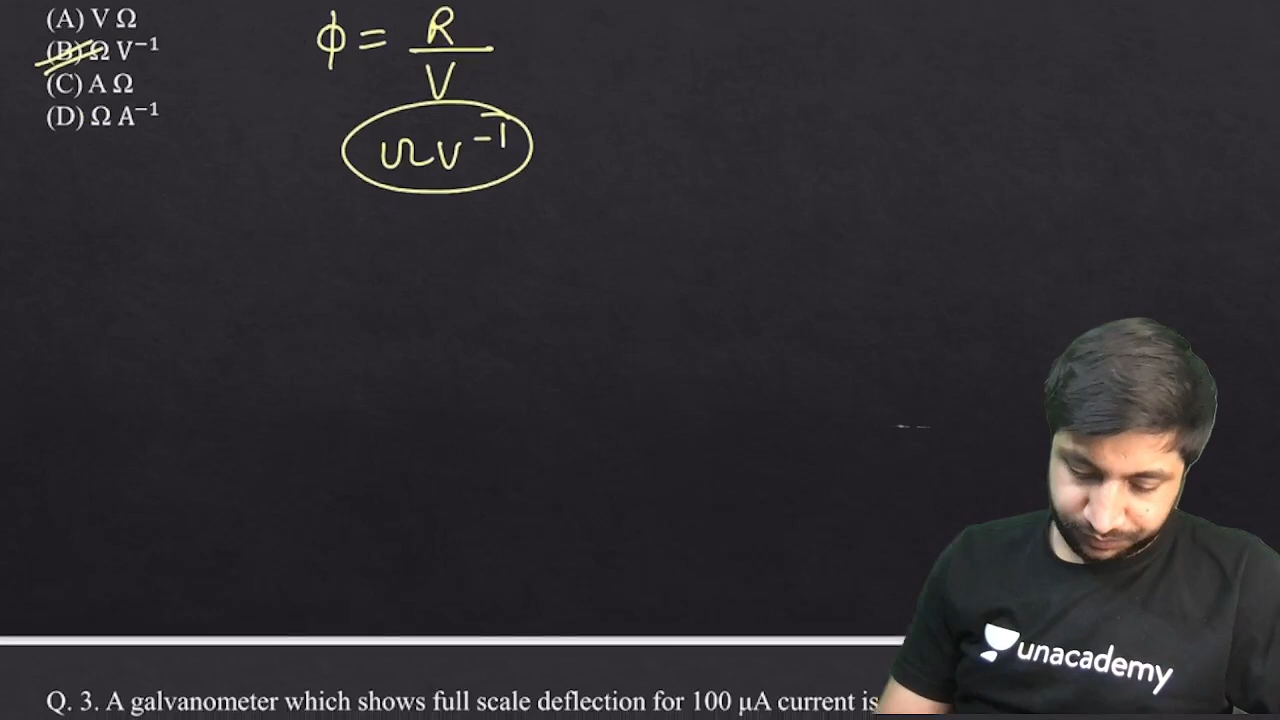 (A) V Ω
(B) Ω V⁻¹
(C) A Ω
(D) Ω A⁻¹
ϕ = R
V
Ωv⁻¹
unacademy
Q. 3. A galvanometer which shows full scale deflection for 100 μA current is